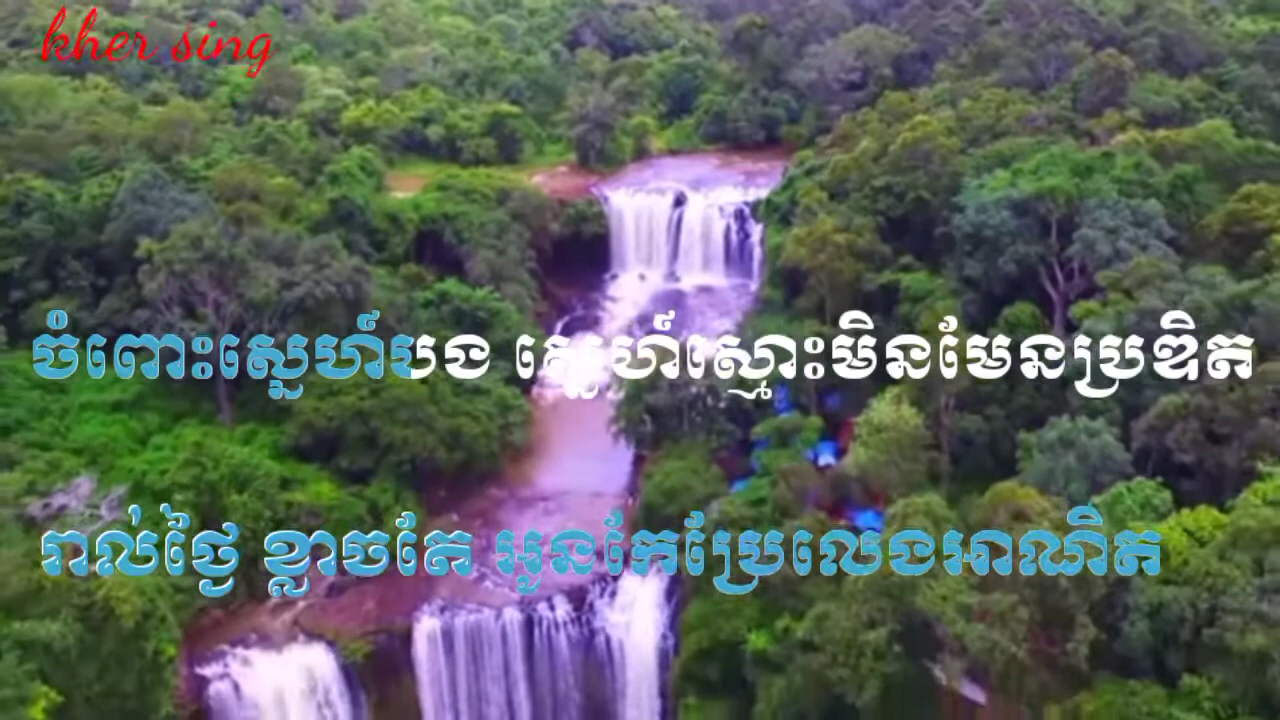 kher sing
ចំពោះស្នេហ៍បង ស្នេហ៍ស្មោះមិនមែនប្រឌិត
រាល់ថ្ងៃ ខ្លាចតែ អូនកែប្រែលេងអាណិត